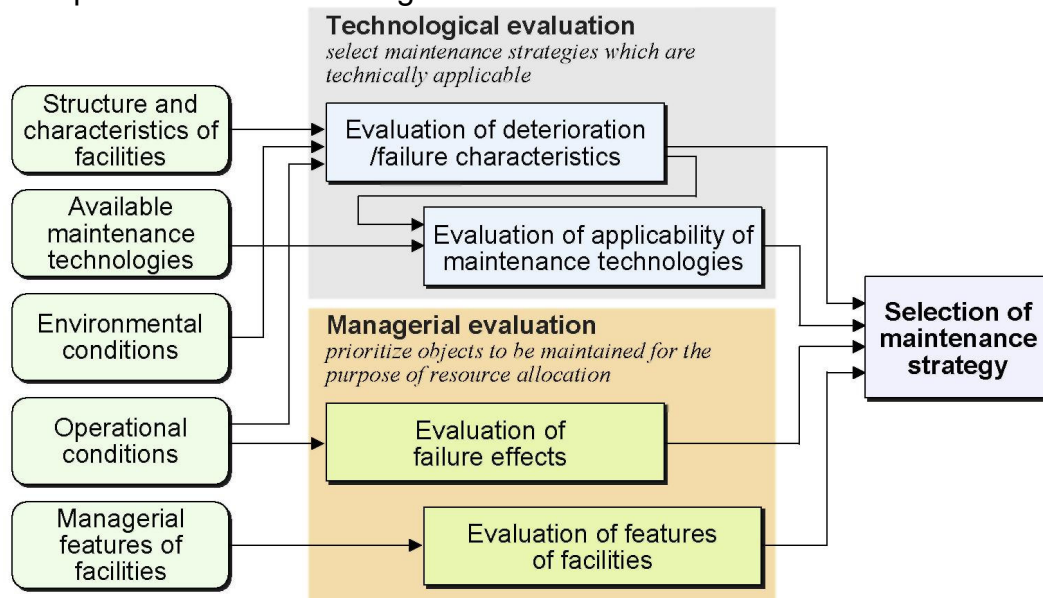 Technological evaluation
select maintenance strategies which are
technically applicable
Structure and
characteristics of
facilities
Evaluation of deterioration
/failure characteristics
Available
maintenance
technologies
Evaluation of applicability of
maintenance technologies
Environmental
conditions
Managerial evaluation
prioritize objects to be maintained for the
purpose of resource allocation
Selection of
maintenance
strategy
Operational
conditions
Evaluation of
failure effects
Managerial
features of
facilities
Evaluation of features
of facilities